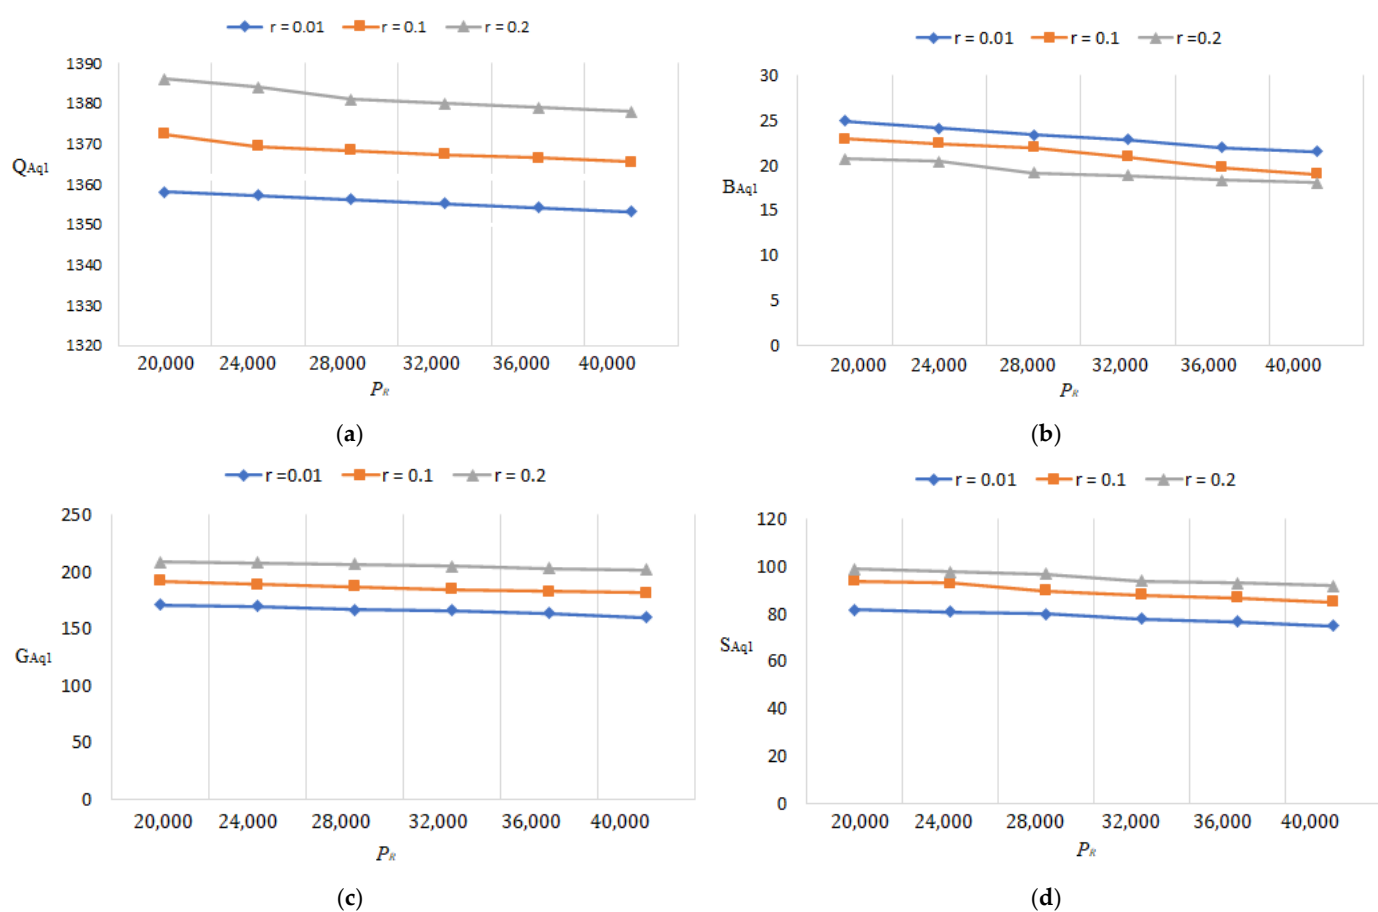 r = 0.01 r = 0.1 r = 0.2
1390
1380
1370
1360
1350
1340
1330
1320
QAq1
20,000 24,000 28,000 32,000 36,000 40,000
PR
(a)
r = 0.01 r = 0.1 r =0.2
30
25
20
15
10
5
0
BAq1
20,000 24,000 28,000 32,000 36,000 40,000
PR
(b)
r =0.01 r = 0.1 r = 0.2
250
200
150
100
50
0
GAq1
20,000 24,000 28,000 32,000 36,000 40,000
PR
(c)
r = 0.01 r = 0.1 r = 0.2
120
100
80
60
40
20
0
SAq1
20,000 24,000 28,000 32,000 36,000 40,000
PR
(d)